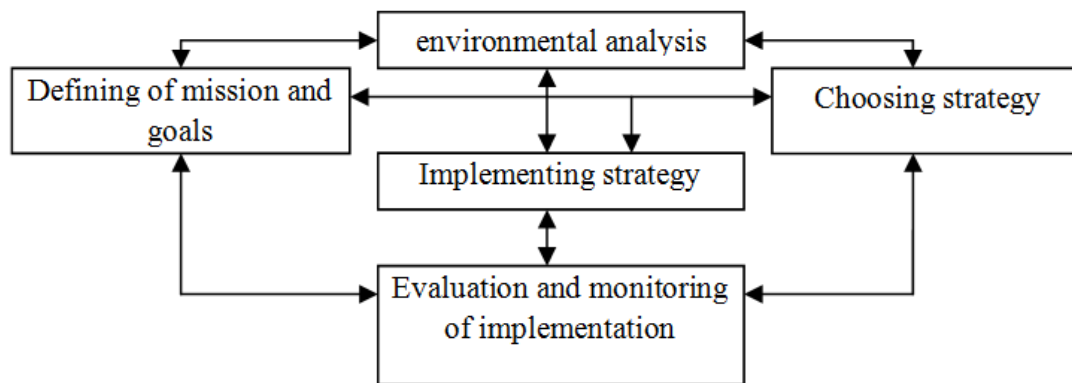 environmental analysis
Defining of mission and
goals
Choosing strategy
Implementing strategy
Evaluation and monitoring
of implementation